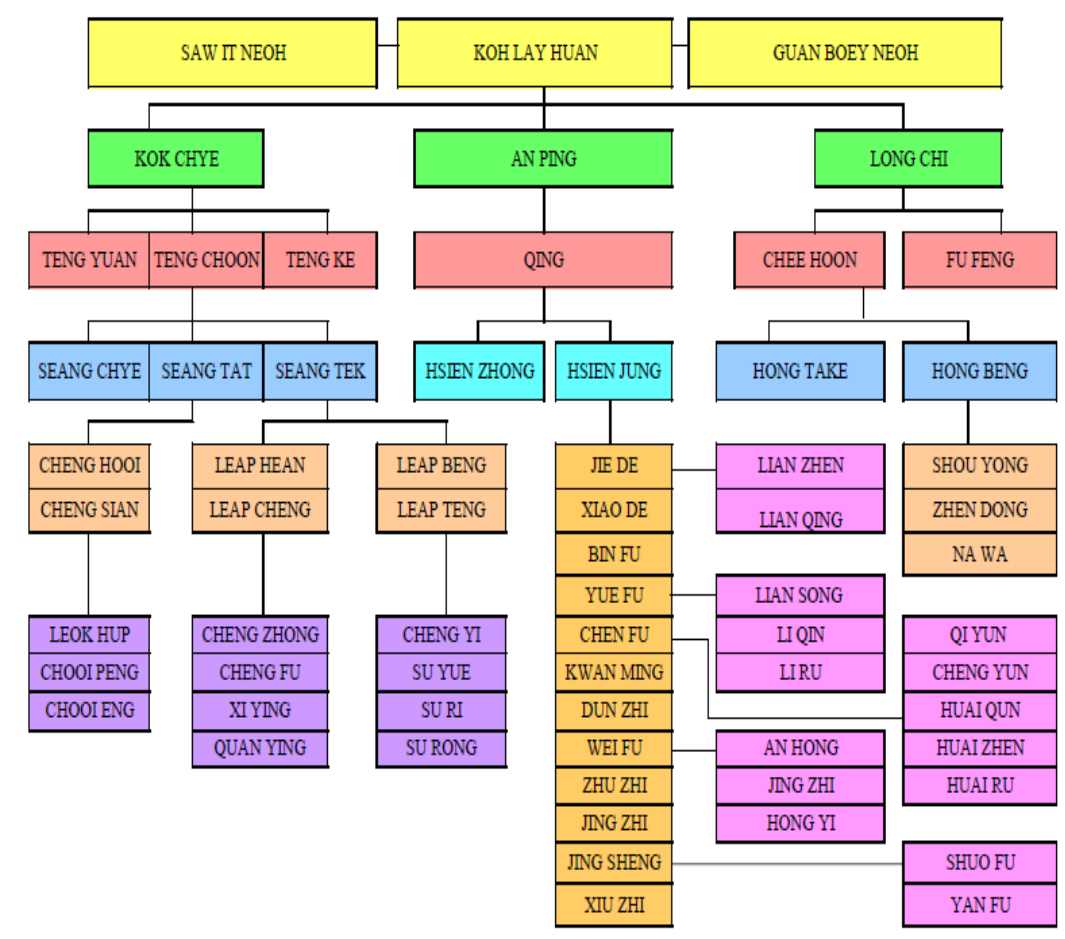 SAW IT NEOH
KOH LAY HUAN
GUAN BOEY NEOH
KOK CHYE
AN PING
LONG CHI
TENG YUAN
TENG CHOON
TENG KE
QING
CHEE HOON
FU FENG
SEANG CHYE
SEANG TAT
SEANG TEK
HSIEN ZHONG
HSIEN JUNG
HONG TAKE
HONG BENG
CHENG HOOI
CHENG SIAN
LEAP HEAN
LEAP CHENG
LEAP BENG
LEAP TENG
JIE DE
XIAO DE
BIN FU
YUE FU
CHEN FU
KWAN MING
DUN ZHI
WEI FU
ZHU ZHI
JING ZHI
JING SHENG
XIU ZHI
LIAN ZHEN
LIAN QING
SHOU YONG
ZHEN DONG
NA WA
LIAN SONG
LI QIN
LI RU
LEOK HUP
CHOOI PENG
CHOOI ENG
CHENG ZHONG
CHENG FU
XI YING
QUAN YING
CHENG YI
SU YUE
SU RI
SU RONG
QI YUN
CHENG YUN
HUAI QUN
HUAI ZHEN
HUAI RU
AN HONG
JING ZHI
HONG YI
SHUO FU
YAN FU